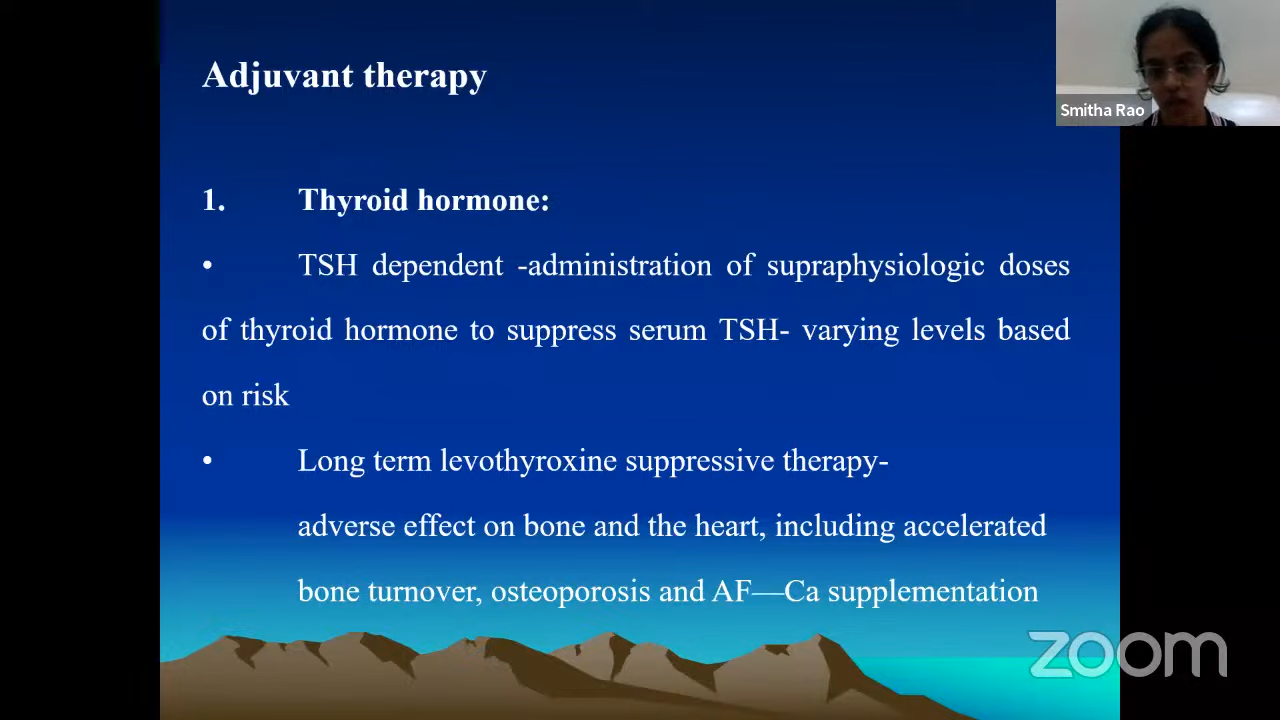 Adjuvant therapy
Smitha Rao
1. Thyroid hormone:
• TSH dependent -administration of supraphysiologic doses
of thyroid hormone to suppress serum TSH- varying levels based
on risk
• Long term levothyroxine suppressive therapy-
adverse effect on bone and the heart, including accelerated
bone turnover, osteoporosis and AF—Ca supplementation
zoom